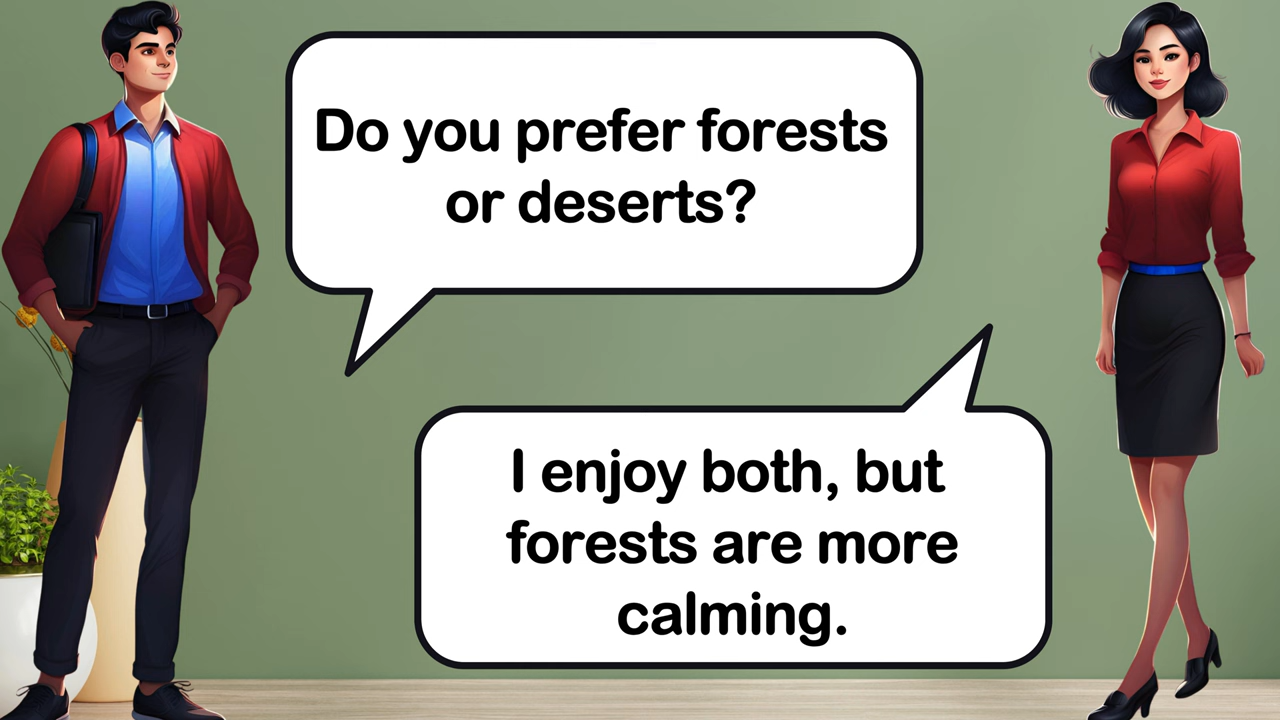 Do you prefer forests
or deserts?
I enjoy both, but
forests are more
calming.